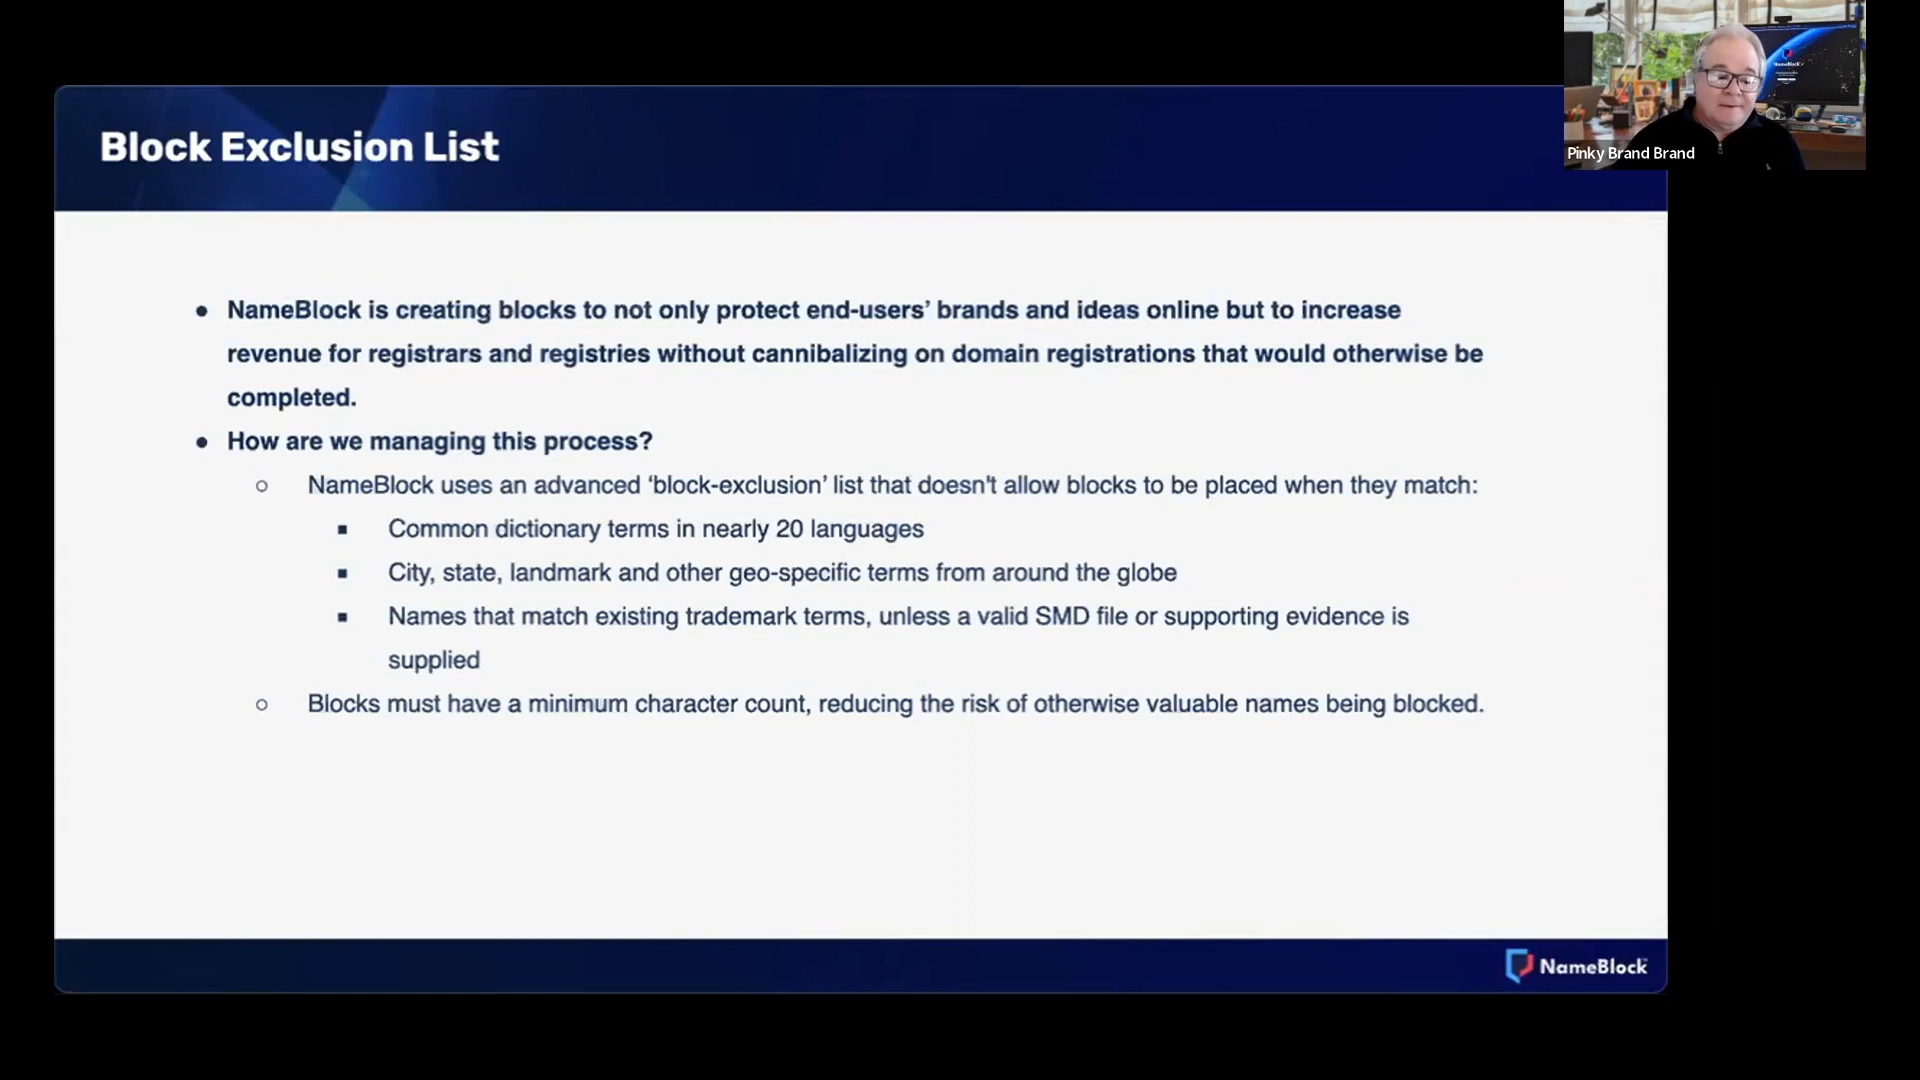 Block Exclusion List
Pinky Brand Brand
● NameBlock is creating blocks to not only protect end-users’ brands and ideas online but to increase
revenue for registrars and registries without cannibalizing on domain registrations that would otherwise be
completed.
● How are we managing this process?
○ NameBlock uses an advanced ‘block-exclusion’ list that doesn't allow blocks to be placed when they match:
■ Common dictionary terms in nearly 20 languages
■ City, state, landmark and other geo-specific terms from around the globe
■ Names that match existing trademark terms, unless a valid SMD file or supporting evidence is
supplied
○ Blocks must have a minimum character count, reducing the risk of otherwise valuable names being blocked.
NameBlock™